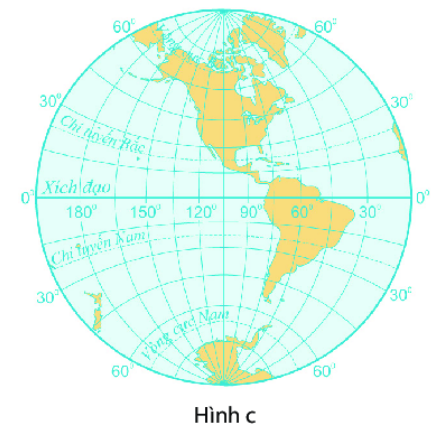 60° 60°
30° 30°
Chí tuyến Bắc
Xích đạo
0° 0°
180° 150° 120° 90° 60° 30°
Chí tuyến Nam
30° 30°
Vòng cực Nam
60° 60°
Hình c